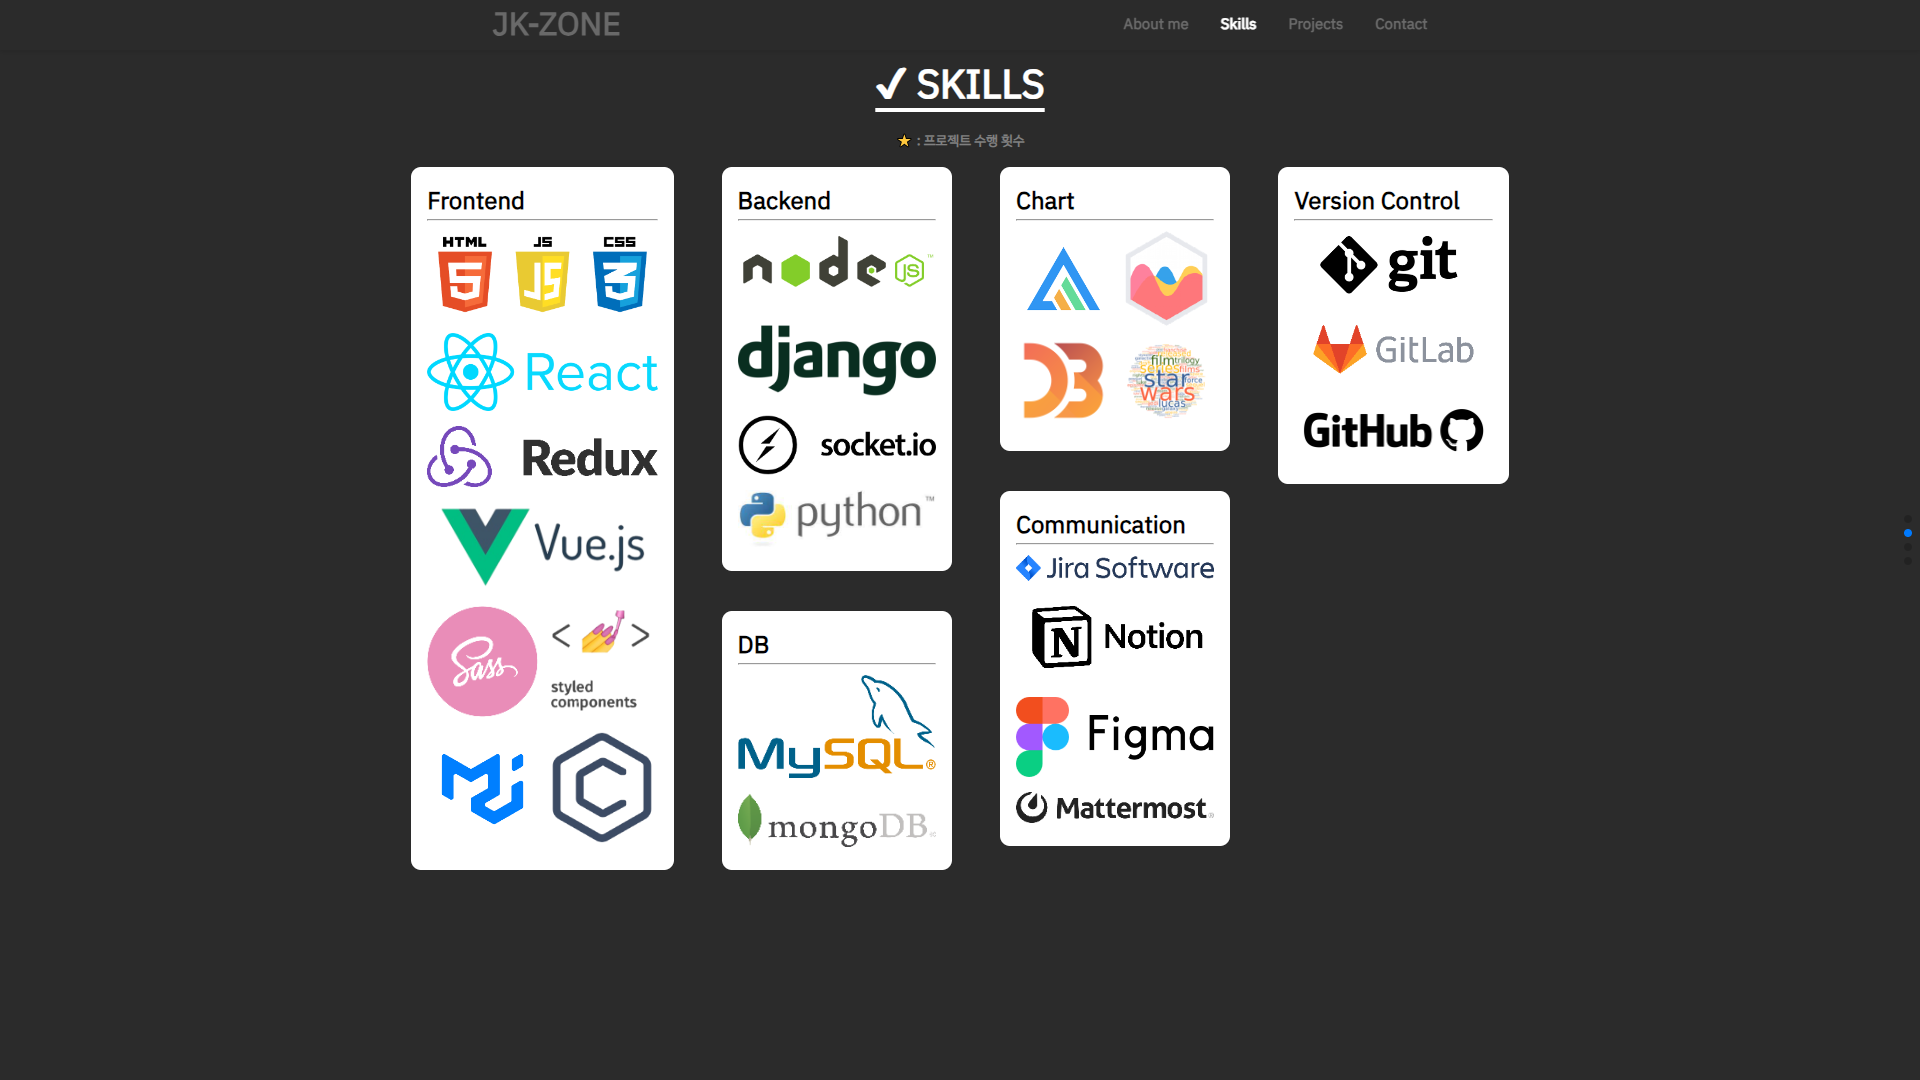 JK-ZONE
About me
Skills
Projects
Contact
✓ SKILLS
★ : 프로젝트 수행 횟수
Frontend
HTML
JS
CSS
5
JS
3
React
Redux
Vue.js
Sass
< >
styled
components
Backend
node
JS
django
socket.io
python™
DB
MySQL®
mongoDB
Chart
film trilogy
series films
star force
wars
lucas
Communication
Jira Software
N Notion
Figma
Mattermost
Version Control
git
GitLab
GitHub